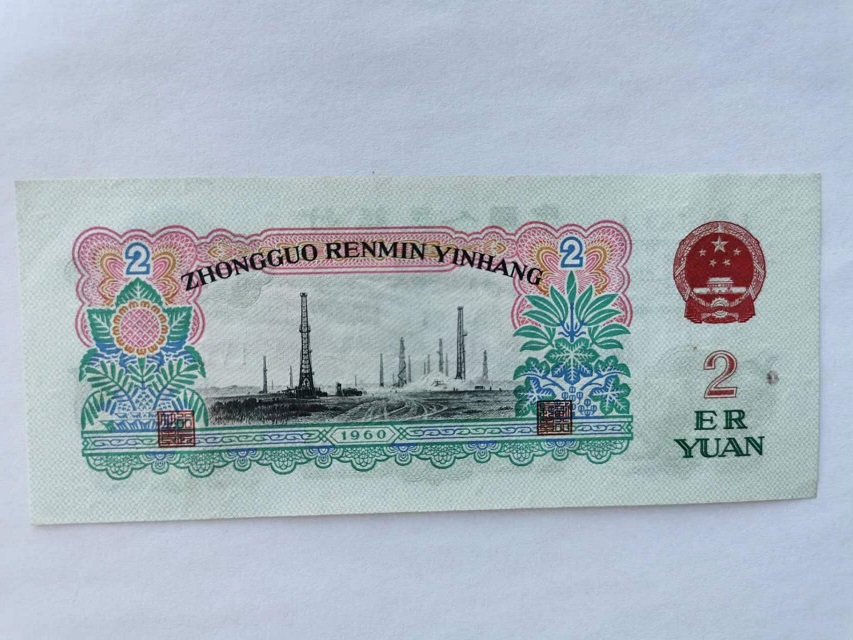 2
2
ZHONGGUO RENMIN YINHANG
2
ER
YUAN
1960